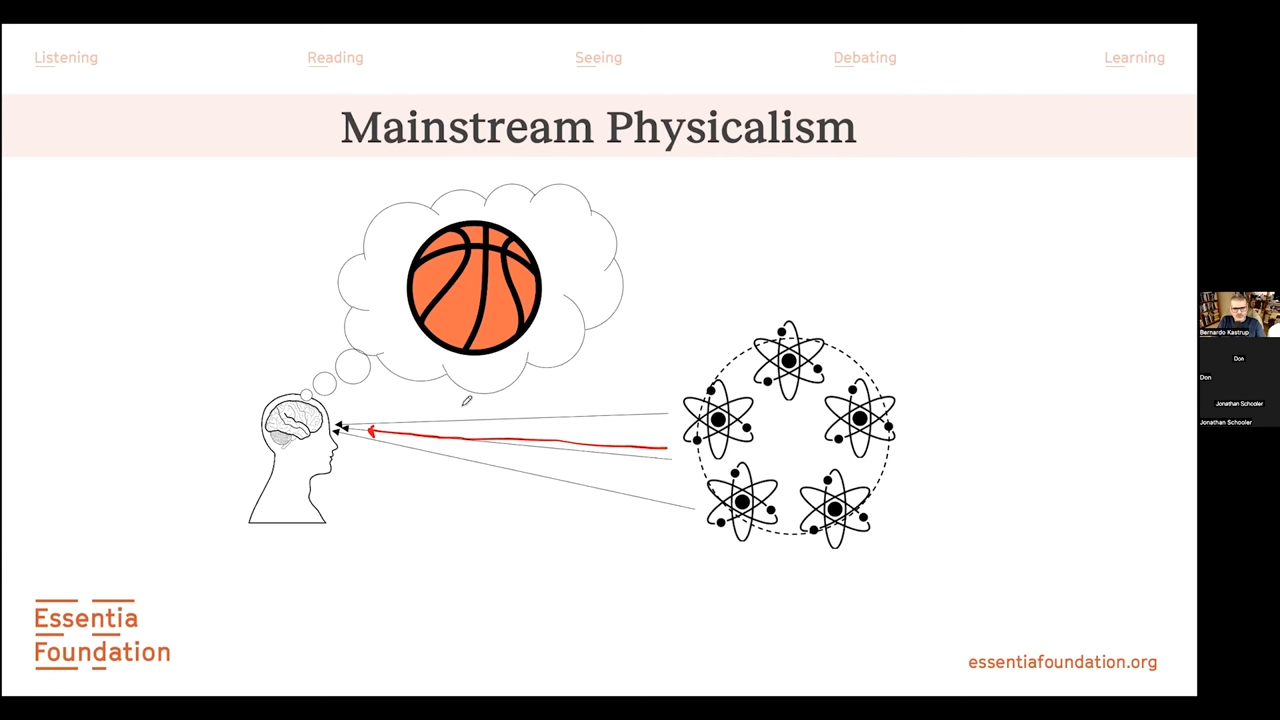 Listening
Reading
Seeing
Debating
Learning
Mainstream Physicalism
Bernardo Kastrup
Don
Don
Jonathan Schooler
Jonathan Schooler
Essentia
Foundation
essentiafoundation.org